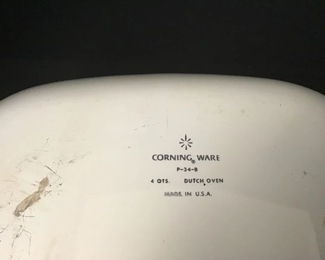 CORNING® WARE
P-34-B
4 QTS. DUTCH OVEN
MADE IN U.S.A.